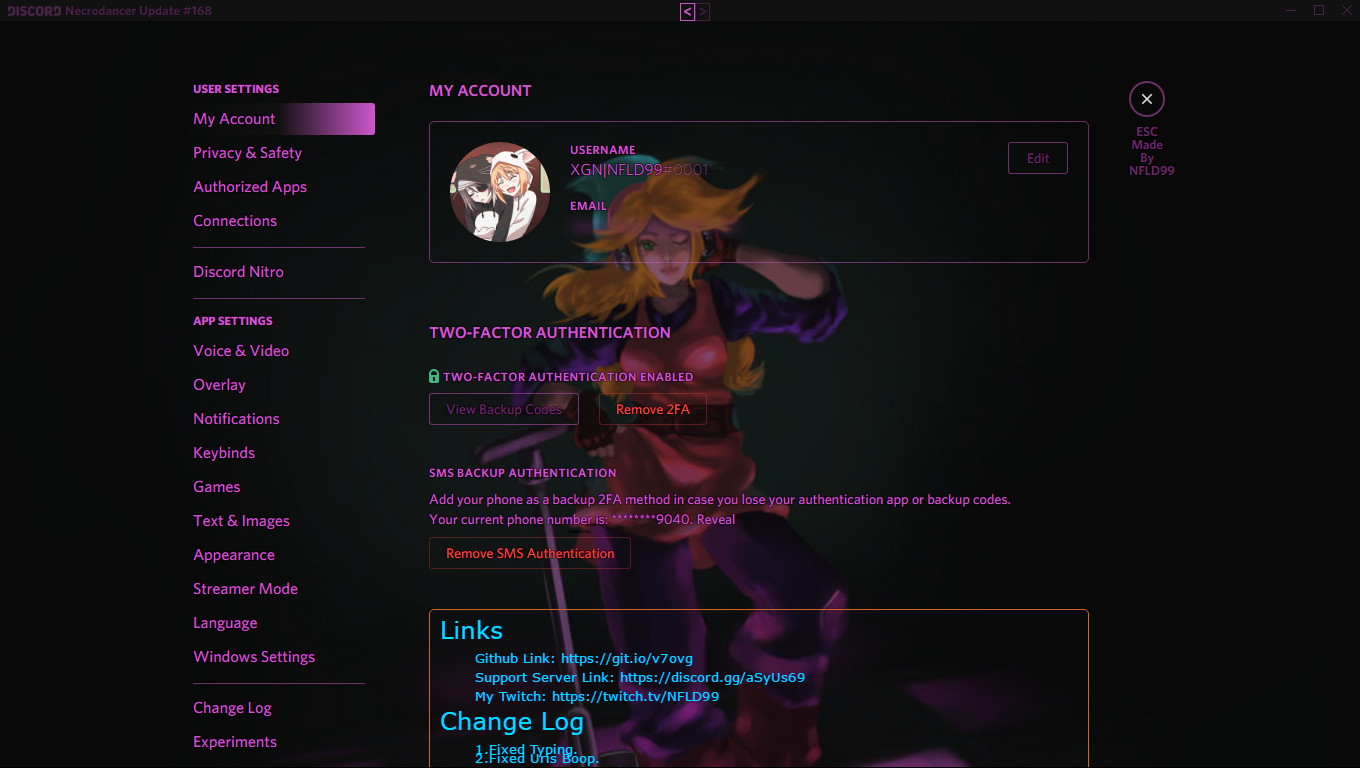 DISCORD Necrodancer Update #168
< >
USER SETTINGS
My Account
Privacy & Safety
Authorized Apps
Connections
Discord Nitro
APP SETTINGS
Voice & Video
Overlay
Notifications
Keybinds
Games
Text & Images
Appearance
Streamer Mode
Language
Windows Settings
Change Log
Experiments
MY ACCOUNT
USERNAME
XGN|NFLD99#0001
Edit
EMAIL
TWO-FACTOR AUTHENTICATION
TWO-FACTOR AUTHENTICATION ENABLED
View Backup Codes
Remove 2FA
SMS BACKUP AUTHENTICATION
Add your phone as a backup 2FA method in case you lose your authentication app or backup codes.
Your current phone number is: ********9040. Reveal
Remove SMS Authentication
Links
Github Link: https://git.io/v7ovg
Support Server Link: https://discord.gg/aSyUs69
My Twitch: https://twitch.tv/NFLD99
Change Log
1.Fixed Typing.
2.Fixed Urls Boop.
ESC
Made
By
NFLD99